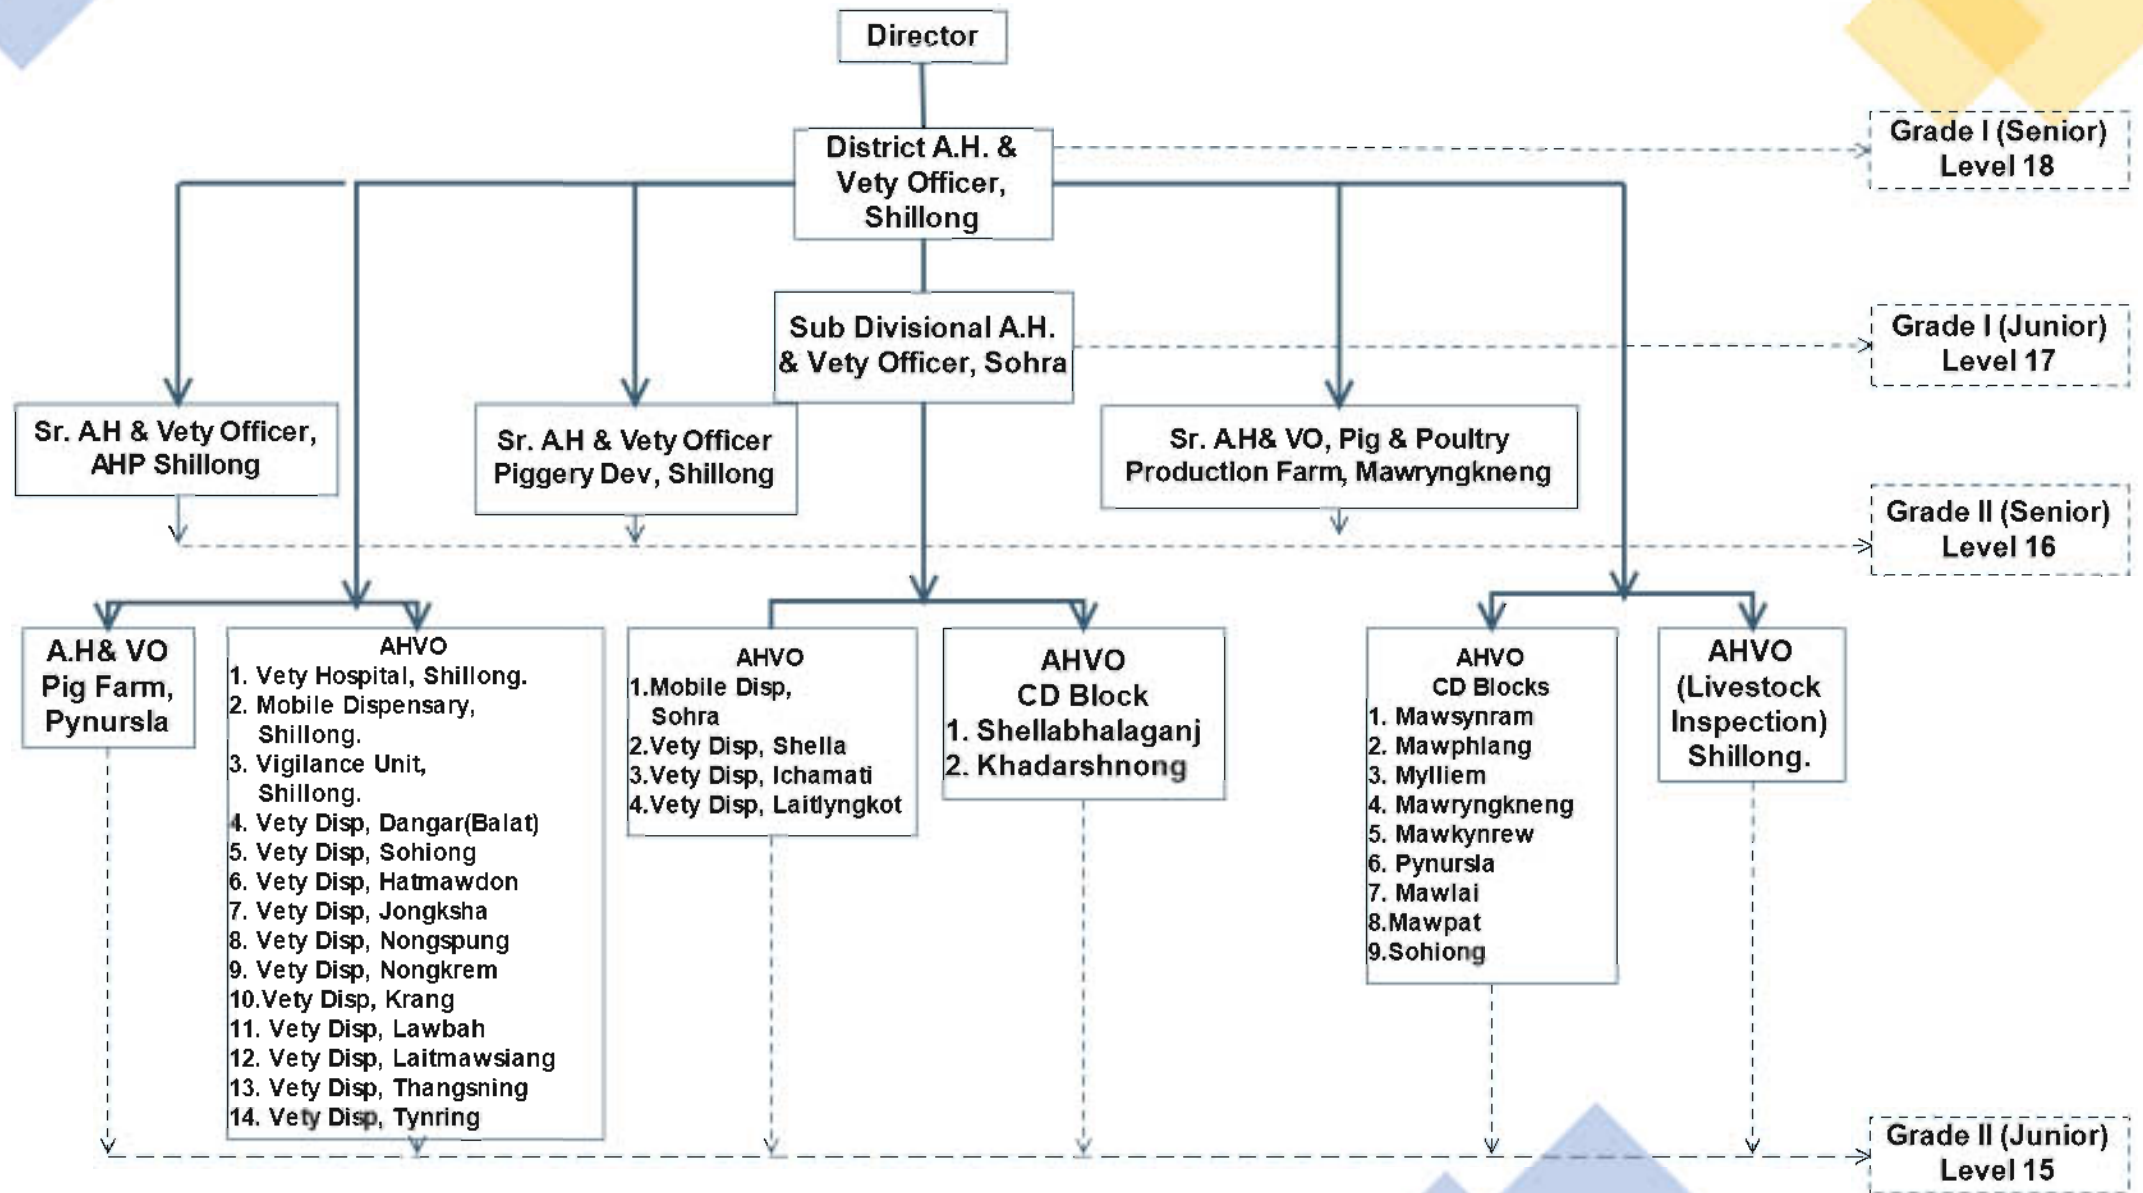 Director
District A.H. &
Vety Officer,
Shillong
Grade I (Senior)
Level 18
Sub Divisional A.H.
& Vety Officer, Sohra
Grade I (Junior)
Level 17
Sr. A.H & Vety Officer,
AHP Shillong
Sr. A.H & Vety Officer
Piggery Dev, Shillong
Sr. A.H& VO, Pig & Poultry
Production Farm, Mawryngkneng
Grade II (Senior)
Level 16
A.H& VO
Pig Farm,
Pynursla
AHVO
1. Vety Hospital, Shillong.
2. Mobile Dispensary,
Shillong.
3. Vigilance Unit,
Shillong.
4. Vety Disp, Dangar(Balat)
5. Vety Disp, Sohiong
6. Vety Disp, Hatmawdon
7. Vety Disp, Jongksha
8. Vety Disp, Nongspung
9. Vety Disp, Nongkrem
10.Vety Disp, Krang
11. Vety Disp, Lawbah
12. Vety Disp, Laitmawsiang
13. Vety Disp, Thangsning
14. Vety Disp, Tynring
AHVO
1.Mobile Disp,
Sohra
2.Vety Disp, Shella
3.Vety Disp, Ichamati
4.Vety Disp, Laitlyngkot
AHVO
CD Block
1. Shellabhalaganj
2. Khadarshnong
AHVO
CD Blocks
1. Mawsynram
2. Mawphlang
3. Mylliem
4. Mawryngkneng
5. Mawkynrew
6. Pynursla
7. Mawlai
8.Mawpat
9.Sohiong
AHVO
(Livestock
Inspection)
Shillong.
Grade II (Junior)
Level 15